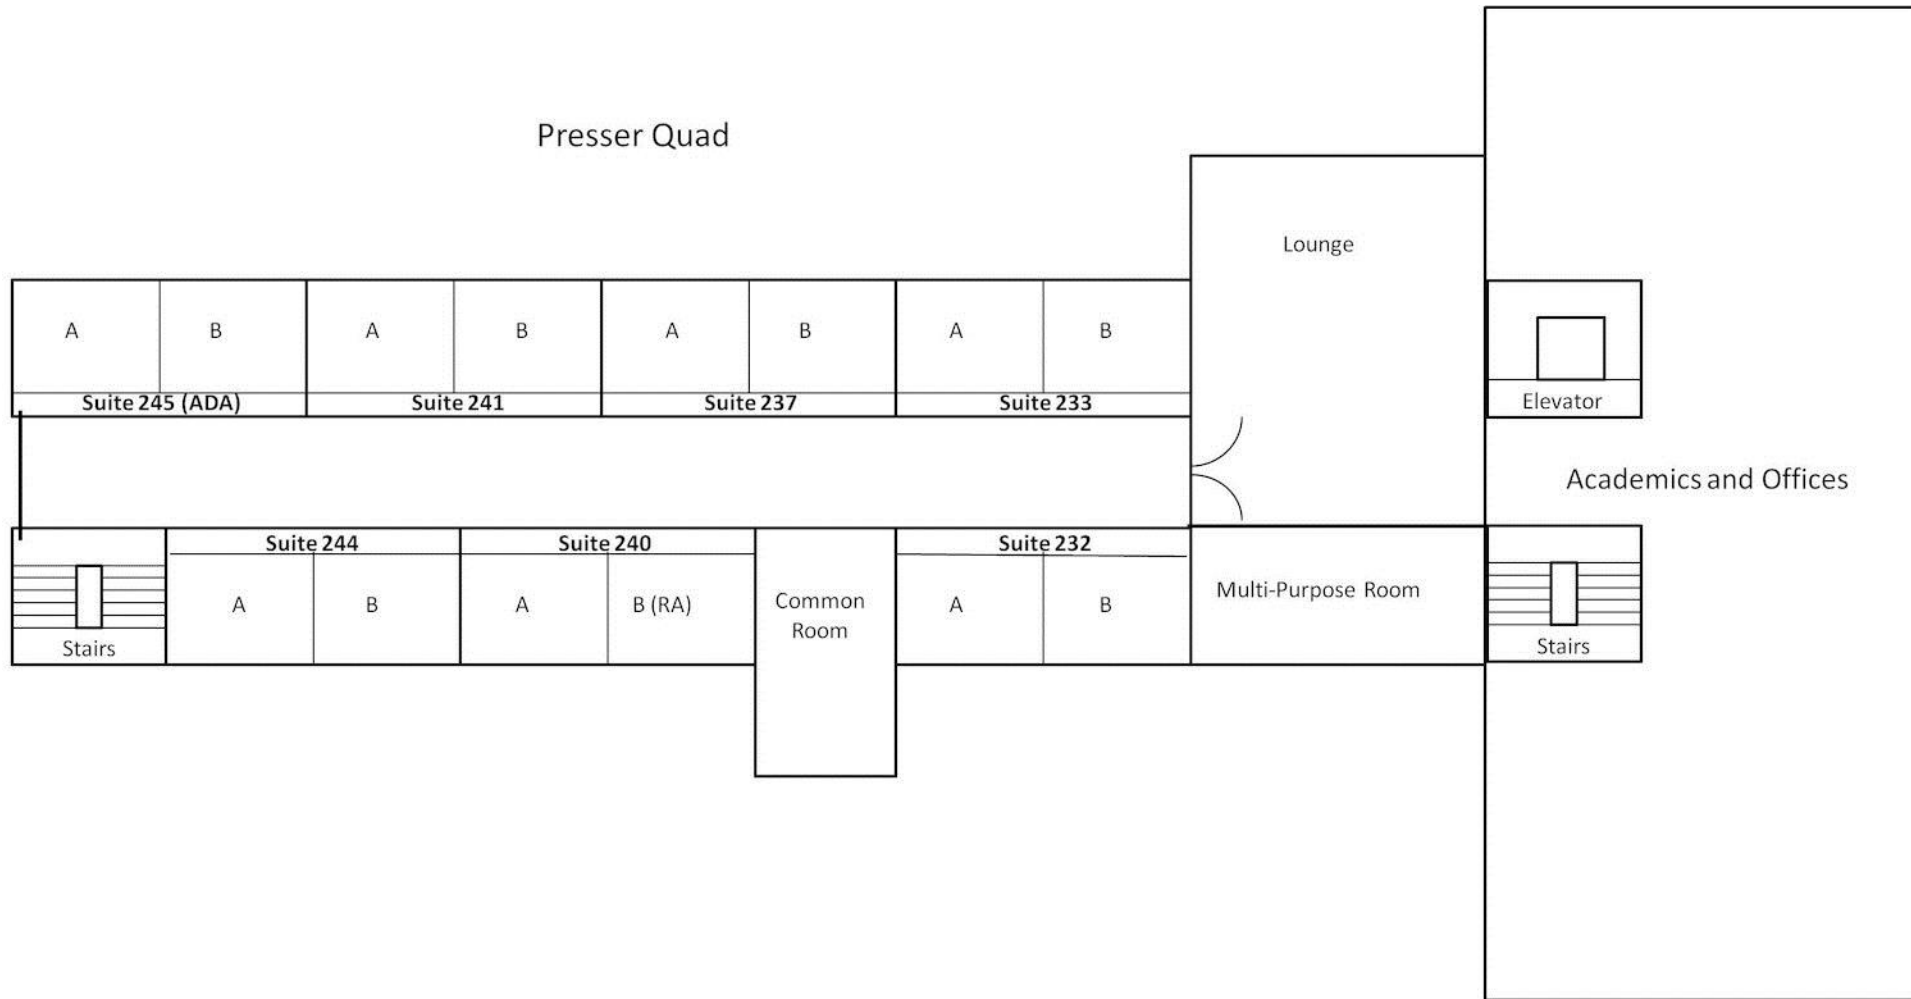 Presser Quad
Lounge
A
B
A
B
A
B
A
B
Suite 245 (ADA)
Suite 241
Suite 237
Suite 233
Elevator
Academics and Offices
Suite 244
Suite 240
Suite 232
A
B
A
B (RA)
Common
Room
A
B
Multi-Purpose Room
Stairs
Stairs